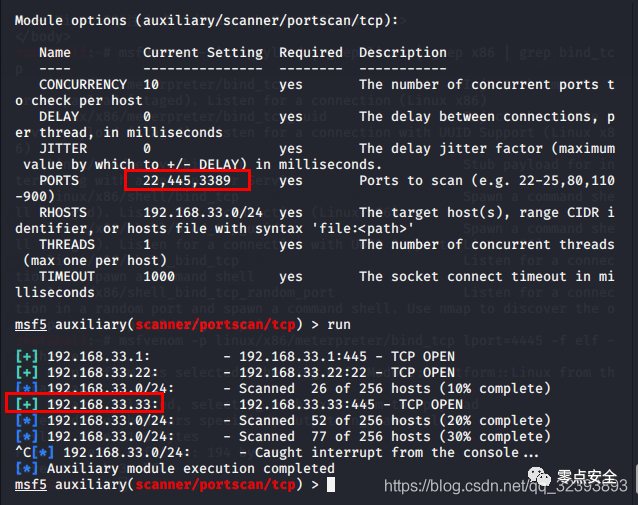 Module options (auxiliary/scanner/portscan/tcp):
Name Current Setting Required Description
---- --------------- -------- -----------
CONCURRENCY 10 yes The number of concurrent ports t
o check per host
DELAY 0 yes The delay between connections, p
er thread, in milliseconds
JITTER 0 yes The delay jitter factor (maximum
value by which to +/- DELAY) in milliseconds.
PORTS 22,445,3389 yes Ports to scan (e.g. 22-25,80,110
-900)
RHOSTS 192.168.33.0/24 yes The target host(s), range CIDR i
dentifier, or hosts file with syntax 'file:<path>'
THREADS 1 yes The number of concurrent threads
(max one per host)
TIMEOUT 1000 yes The socket connect timeout in mi
lliseconds
msf5 auxiliary(scanner/portscan/tcp) > run
[+] 192.168.33.1: - 192.168.33.1:445 - TCP OPEN
[+] 192.168.33.22: - 192.168.33.22:22 - TCP OPEN
[*] 192.168.33.0/24: - Scanned 26 of 256 hosts (10% complete)
[+] 192.168.33.33: - 192.168.33.33:445 - TCP OPEN
[*] 192.168.33.0/24: - Scanned 52 of 256 hosts (20% complete)
[*] 192.168.33.0/24: - Scanned 77 of 256 hosts (30% complete)
^C[*] 192.168.33.0/24: - Caught interrupt from the console...
[*] Auxiliary module execution completed
msf5 auxiliary(scanner/portscan/tcp) >
零点安全
https://blog.csdn.net/qq_32393893